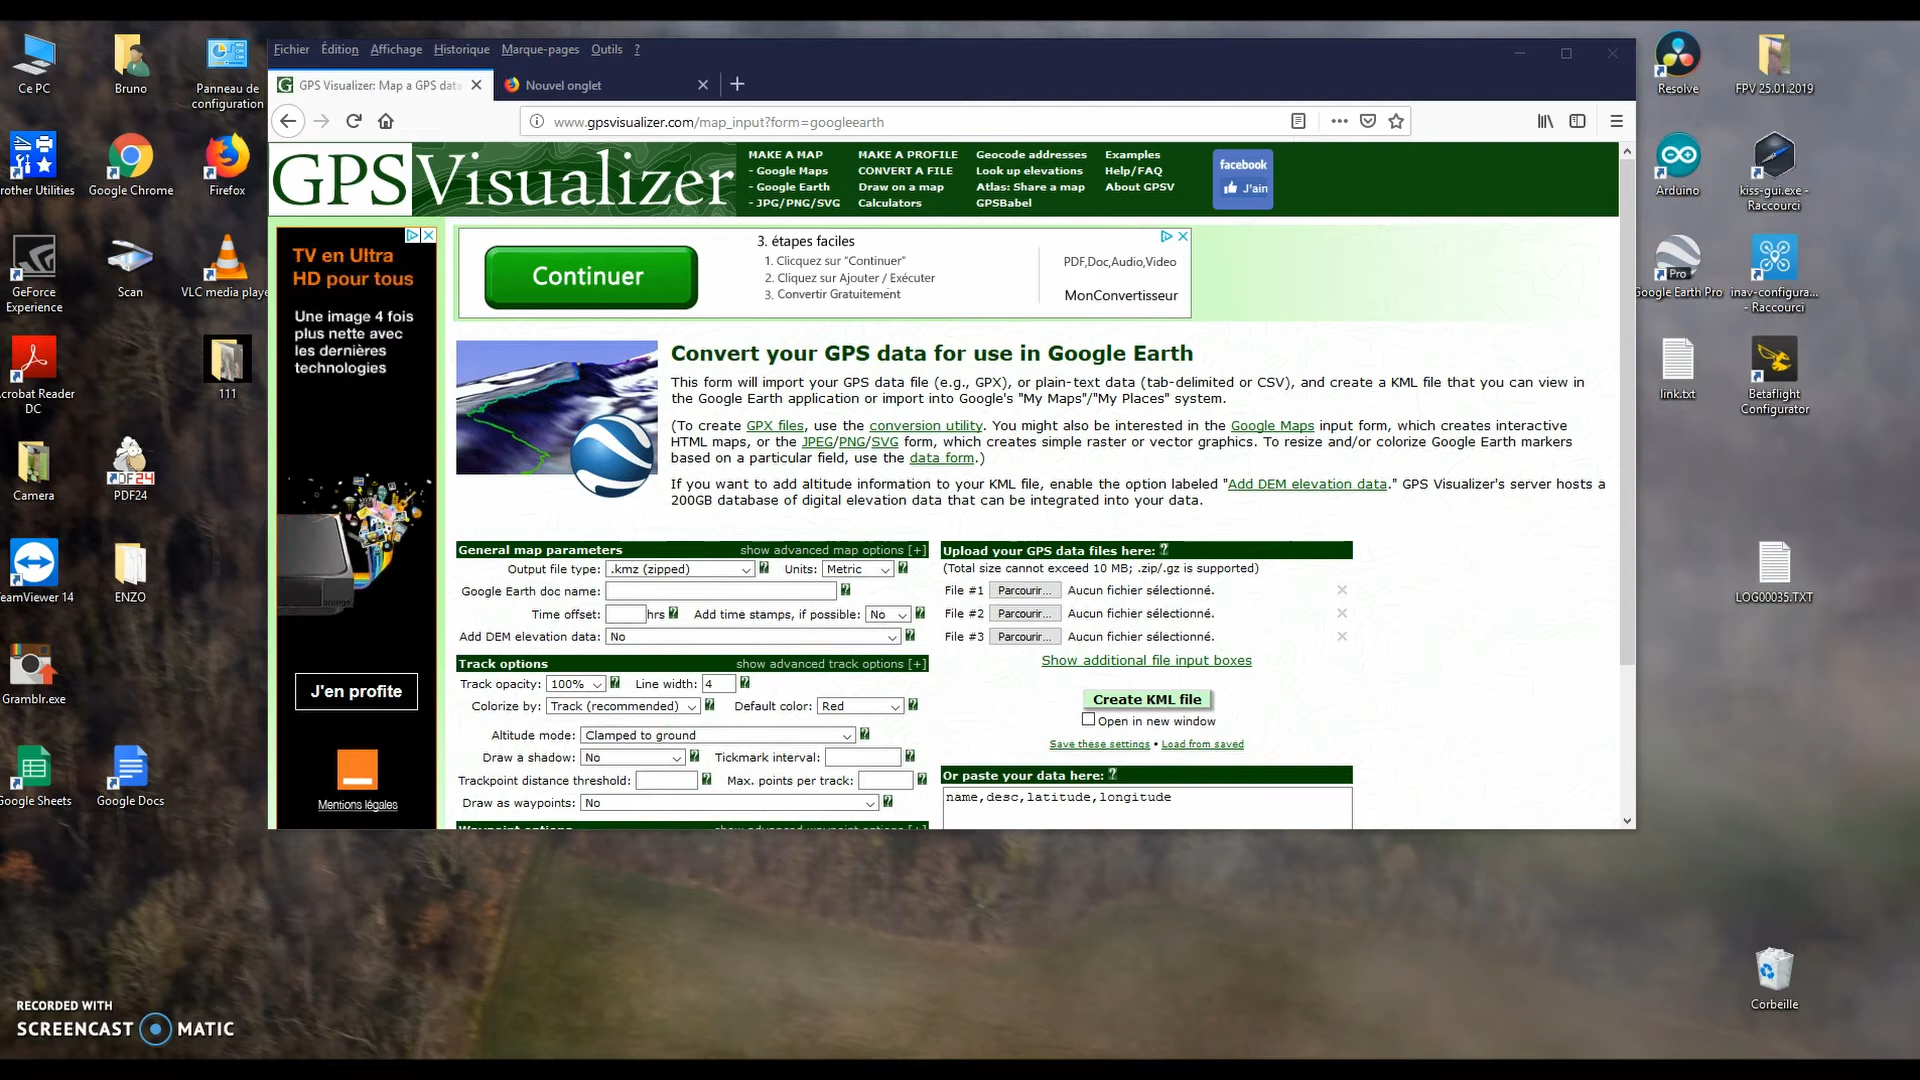 Ce PC
Bruno
Panneau de
configuration
rother Utilities
Google Chrome
Firefox
GeForce
Experience
Scan
VLC media playe
crobat Reader
DC
111
Camera
PDF24
eamViewer 14
ENZO
Gramblr.exe
Google Sheets
Google Docs
RECORDED WITH
SCREENCAST MATIC
Fichier Édition Affichage Historique Marque-pages Outils ?
GPS Visualizer: Map a GPS data
Nouvel onglet
www.gpsvisualizer.com/map_input?form=googleearth
GPSVisualizer
MAKE A MAP
- Google Maps
- Google Earth
- JPG/PNG/SVG
MAKE A PROFILE
CONVERT A FILE
Draw on a map
Calculators
Geocode addresses
Look up elevations
Atlas: Share a map
GPSBabel
Examples
Help/FAQ
About GPSV
facebook
J'ain
TV en Ultra
HD pour tous
Une image 4 fois
plus nette avec
les dernières
technologies
orange
J'en profite
Mentions légales
Continuer
3. étapes faciles
1. Clicquez sur “Continuer”
2. Cliquez sur Ajouter / Exécuter
3. Convertir Gratuitement
PDF,Doc,Audio,Video
MonConvertisseur
Convert your GPS data for use in Google Earth
This form will import your GPS data file (e.g., GPX), or plain-text data (tab-delimited or CSV), and create a KML file that you can view in
the Google Earth application or import into Google's "My Maps"/"My Places" system.
(To create GPX files, use the conversion utility. You might also be interested in the Google Maps input form, which creates interactive
HTML maps, or the JPEG/PNG/SVG form, which creates simple raster or vector graphics. To resize and/or colorize Google Earth markers
based on a particular field, use the data form.)
If you want to add altitude information to your KML file, enable the option labeled "Add DEM elevation data." GPS Visualizer's server hosts a
200GB database of digital elevation data that can be integrated into your data.
General map parameters show advanced map options [+]
Output file type: .kmz (zipped) ? Units: Metric ?
Google Earth doc name: ?
Time offset: hrs ? Add time stamps, if possible: No ?
Add DEM elevation data: No ?
Track options show advanced track options [+]
Track opacity: 100% ? Line width: 4 ?
Colorize by: Track (recommended) ? Default color: Red ?
Altitude mode: Clamped to ground ?
Draw a shadow: No ? Tickmark interval: ?
Trackpoint distance threshold: ? Max. points per track: ?
Draw as waypoints: No ?
Waypoint options show advanced waypoint options [+]
Upload your GPS data files here: ?
(Total size cannot exceed 10 MB; .zip/.gz is supported)
File #1 Parcourir... Aucun fichier sélectionné.
File #2 Parcourir... Aucun fichier sélectionné.
File #3 Parcourir... Aucun fichier sélectionné.
Show additional file input boxes
Create KML file
Open in new window
Save these settings • Load from saved
Or paste your data here: ?
name,desc,latitude,longitude
Resolve
FPV 25.01.2019
Arduino
kiss-gui.exe -
Raccourci
Pro
Google Earth Pro
inav-configura...
- Raccourci
link.txt
Betaflight
Configurator
LOG00035.TXT
Corbeille